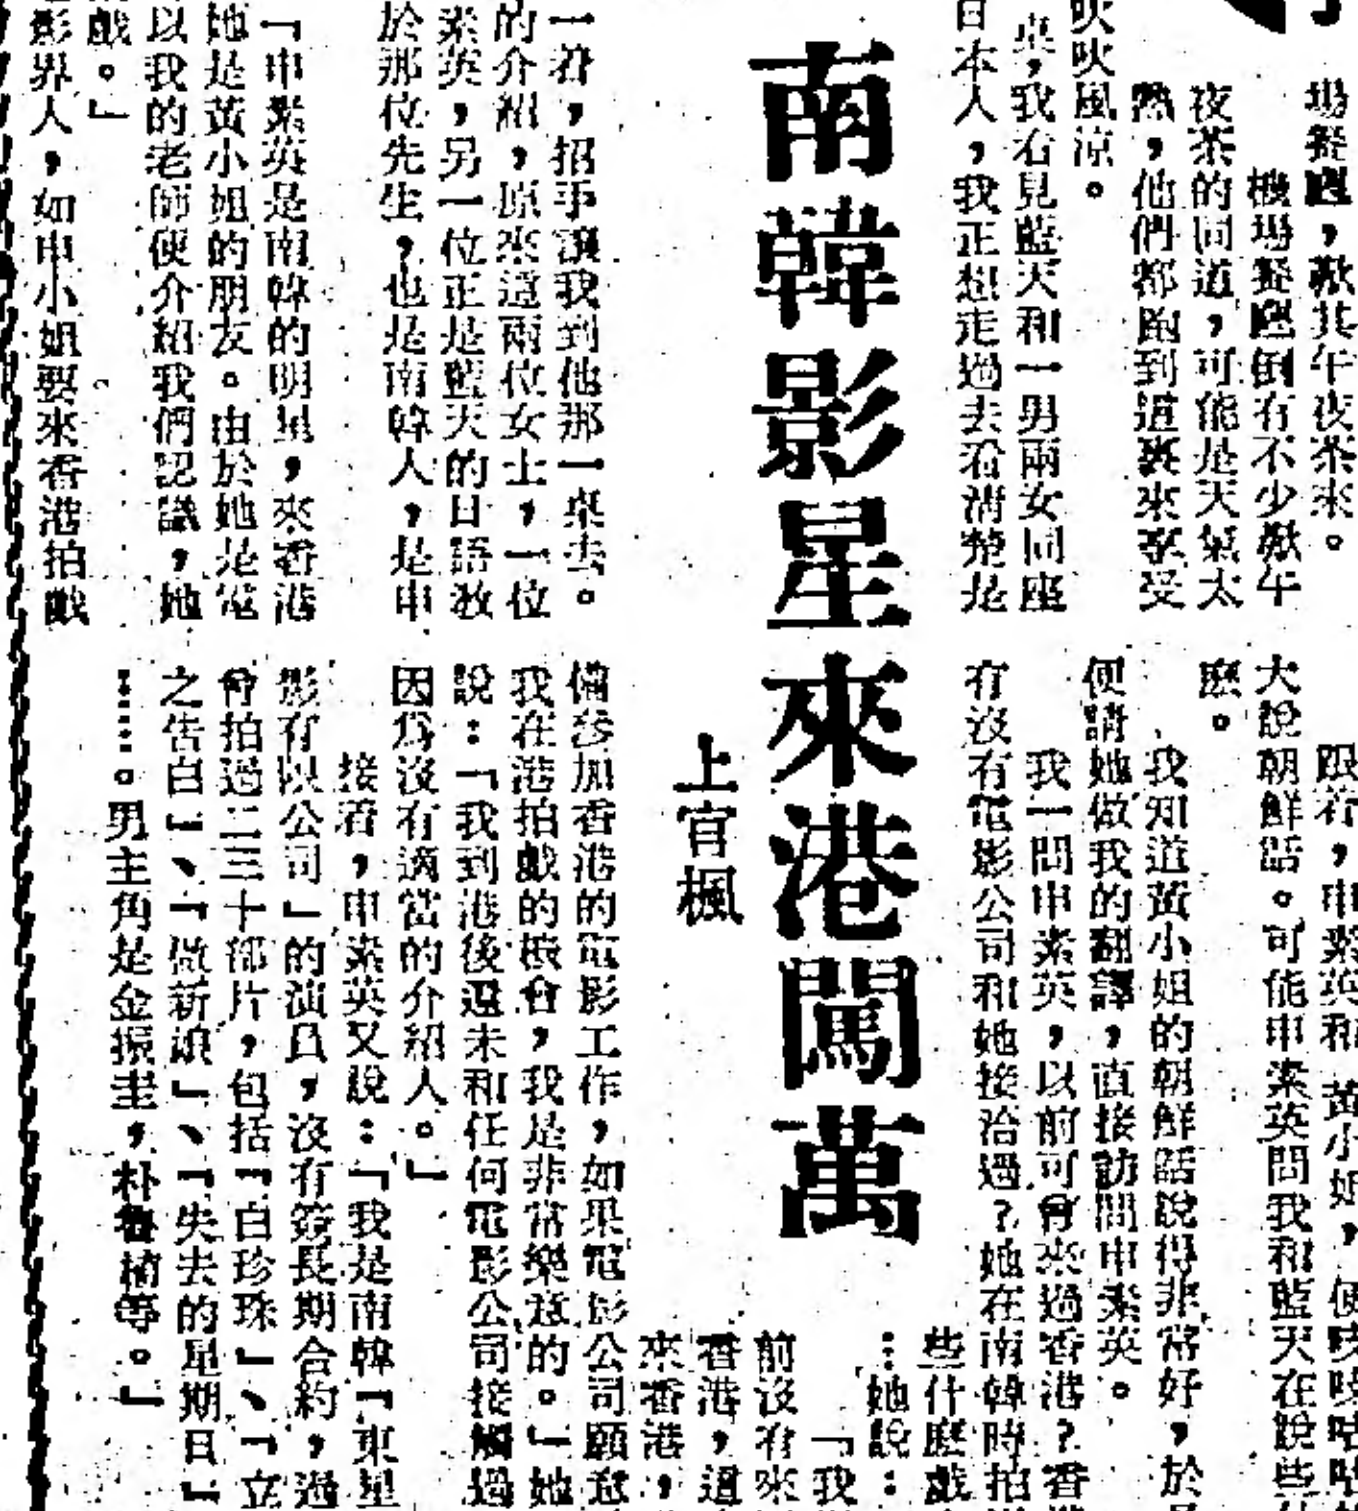 南韓影星來港闖萬
上官楓
場餐廳，歎其午夜茶來。
機場餐廳倒有不少歎午
夜茶的同道，可能是天氣太
熱，他們都跑到這裏來享受
吹吹風涼。
桌，我看見藍天和一男兩女同座
日本人，我正想走過去看清楚是
一君，招手讓我到他那一桌去。
的介紹，原來這兩位女士，一位
素英，另一位正是藍天的日語教
於那位先生，也是南韓人，是申
「申素英是南韓的明星，來香港
她是黃小姐的朋友。由於她是電
以我的老師便介紹我們認識，她
戲。」
影界人，如申小姐要來香港拍戲
跟着，申素英和黃小姐，便吱吱咕咕
大說朝鮮話。可能申素英問我和藍天在說些
麽。
我知道黃小姐的朝鮮話說得非常好，於
便請她做我的翻譯，直接訪問申素英。
我一問申素英，以前可曾來過香港？香
有沒有電影公司和她接洽過？她在南韓時拍
些什麽戲
…她說：
「我
前沒有來
香港，這
來香港，
備參加香港的電影工作，如果電影公司願意
我在港拍戲的機會，我是非常樂意的。」她
說：「我到港後還未和任何電影公司接觸過
因爲沒有適當的介紹人。」
接着，申素英又說：「我是南韓『東星
影有限公司』的演員，沒有簽長期合約，過
曾拍過二三十部片，包括『白珍珠』、『立
之告白』、『做新娘』、『失去的星期日』
……。男主角是金振圭，朴魯植等。」